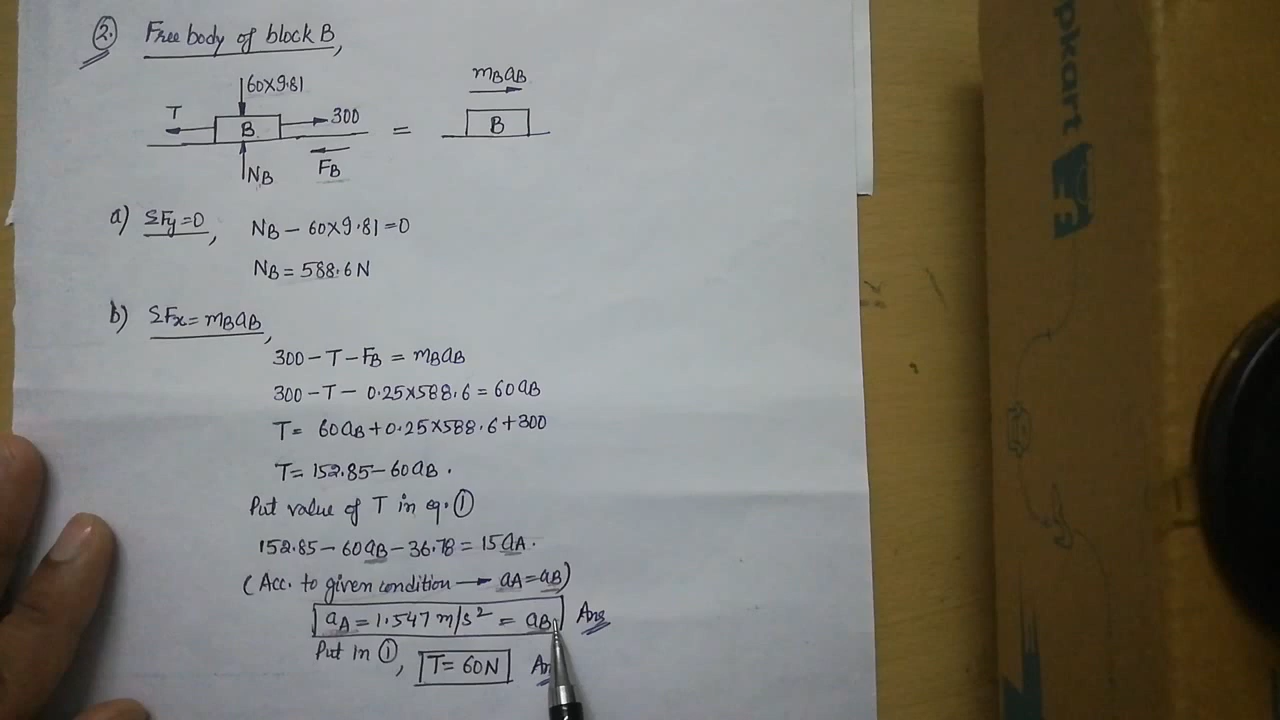 2. Free body of block B,
60×9.81
T
B
300
=
mBaB
B
NB
FB
a) ΣFy=0, NB – 60×9.81=0
NB = 588.6 N
b) ΣFx = mBaB,
300 – T – FB = mBaB
300 – T – 0.25×588.6 = 60aB
T = 60aB + 0.25×588.6 + 300
T = 152.85 – 60aB .
Put value of T in eq. ①
152.85 – 60aB – 36.78 = 15aA.
(Acc. to given condition → aA = aB)
aA = 1.547 m/s² = aB Ans
Put in ①, T = 60N An
pkart